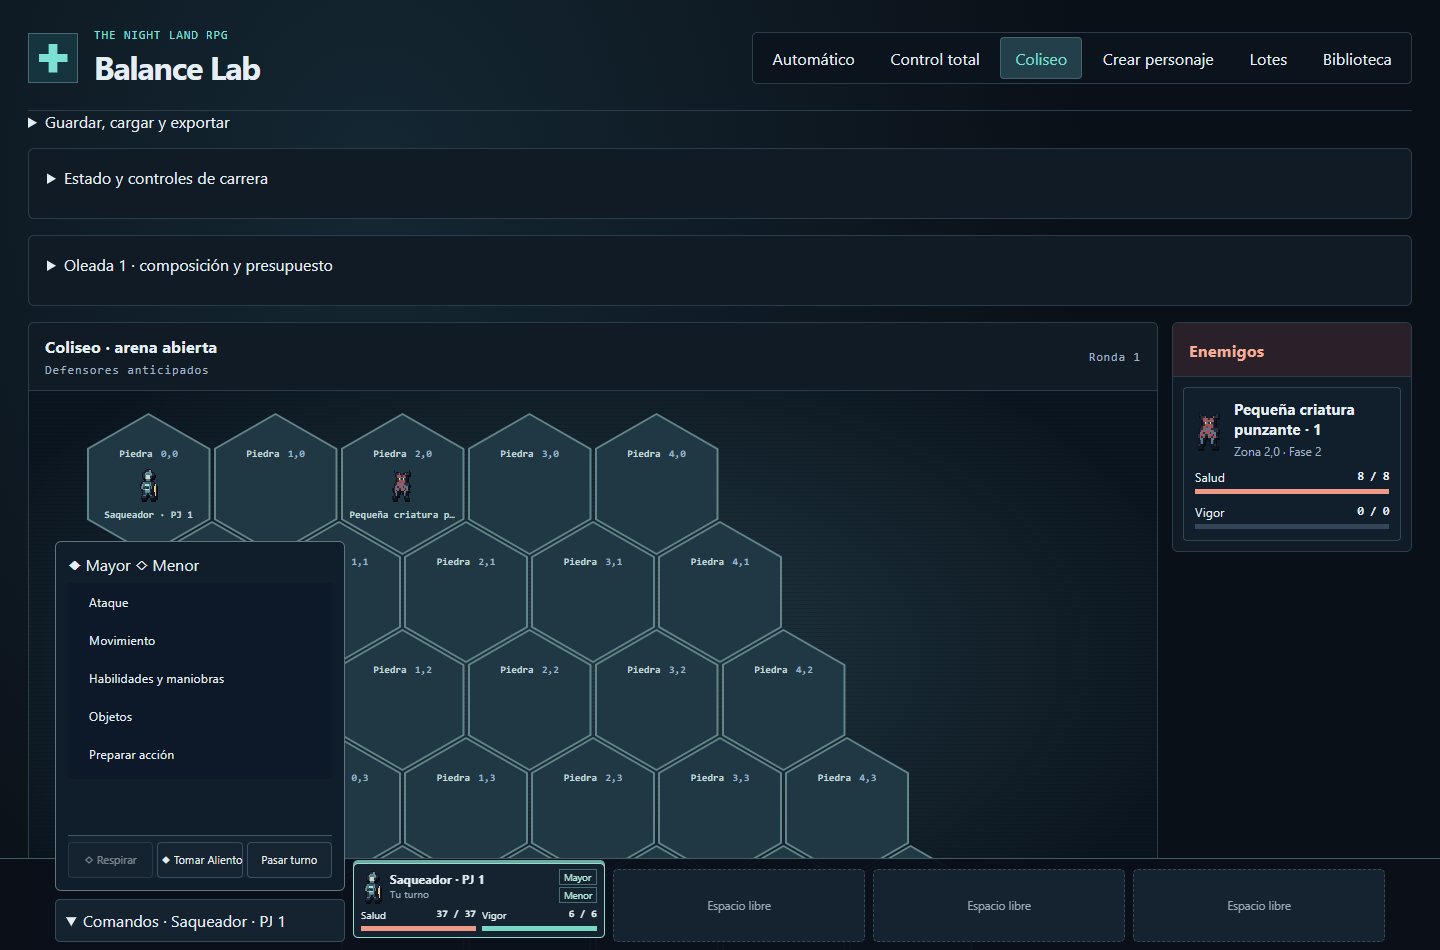 THE NIGHT LAND RPG
Balance Lab
Automático
Control total
Coliseo
Crear personaje
Lotes
Biblioteca
▶ Guardar, cargar y exportar
▶ Estado y controles de carrera
▶ Oleada 1 · composición y presupuesto
Coliseo · arena abierta
Defensores anticipados
Ronda 1
Piedra 0,0
Piedra 1,0
Piedra 2,0
Piedra 3,0
Piedra 4,0
Saqueador · PJ 1
Pequeña criatura p…
1,1
Piedra 2,1
Piedra 3,1
Piedra 4,1
Piedra 1,2
Piedra 2,2
Piedra 3,2
Piedra 4,2
0,3
Piedra 1,3
Piedra 2,3
Piedra 3,3
Piedra 4,3
Enemigos
Pequeña criatura
punzante · 1
Zona 2,0 · Fase 2
Salud 8 / 8
Vigor 0 / 0
◆ Mayor ◇ Menor
Ataque
Movimiento
Habilidades y maniobras
Objetos
Preparar acción
◇ Respirar
◆ Tomar Aliento
Pasar turno
▼ Comandos · Saqueador · PJ 1
Saqueador · PJ 1
Tu turno
Mayor
Menor
Salud 37 / 37 Vigor 6 / 6
Espacio libre
Espacio libre
Espacio libre